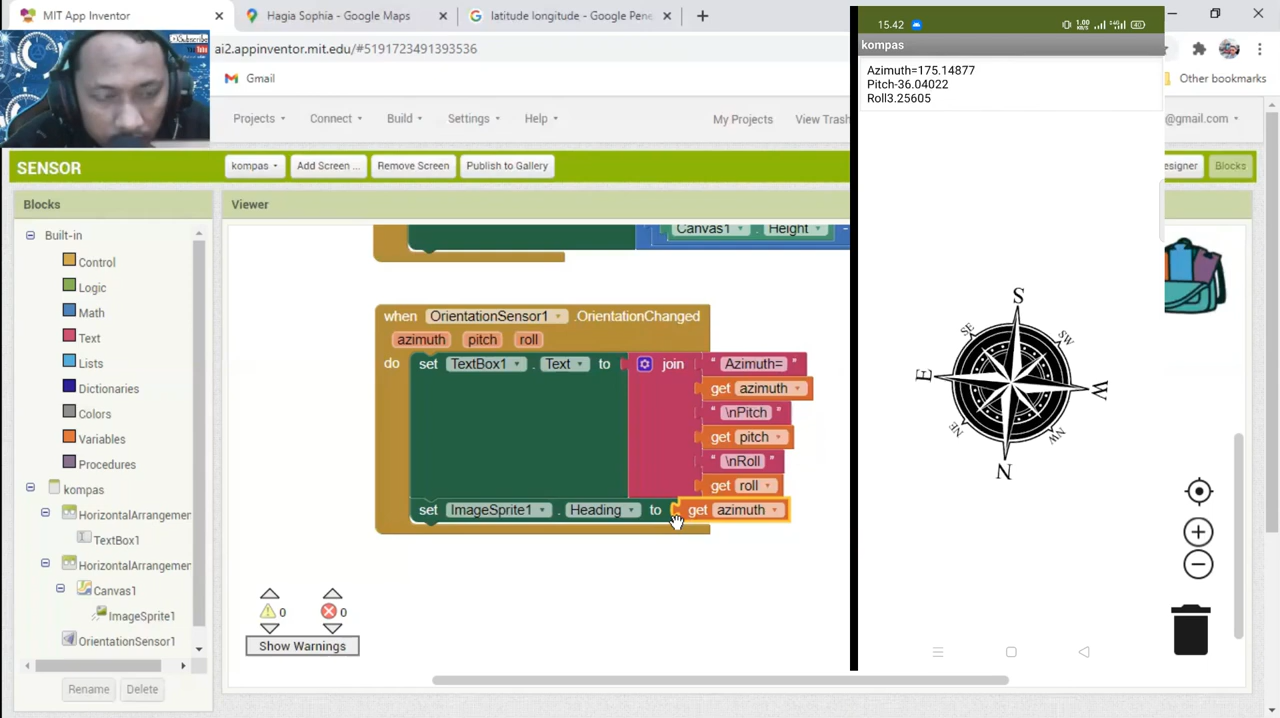 MIT App Inventor
Hagia Sophia - Google Maps
latitude longitude - Google Pene
ai2.appinventor.mit.edu/#5191723491393536
Gmail
Other bookmarks
Projects
Connect
Build
Settings
Help
My Projects
View Trash
@gmail.com
SENSOR
kompas
Add Screen ...
Remove Screen
Publish to Gallery
esigner
Blocks
Blocks
Viewer
Built-in
Control
Logic
Math
Text
Lists
Dictionaries
Colors
Variables
Procedures
kompas
HorizontalArrangemer
TextBox1
HorizontalArrangemer
Canvas1
ImageSprite1
OrientationSensor1
Rename
Delete
Canvas1 . Height
when OrientationSensor1 .OrientationChanged
azimuth pitch roll
do set TextBox1 . Text to join " Azimuth= "
get azimuth
" \nPitch "
get pitch
" \nRoll "
get roll
set ImageSprite1 . Heading to get azimuth
0
0
Show Warnings
15.42
1,00
KB/S
40
kompas
Azimuth=175.14877
Pitch-36.04022
Roll3.25605
S
SE
SW
E
W
NE
NW
N